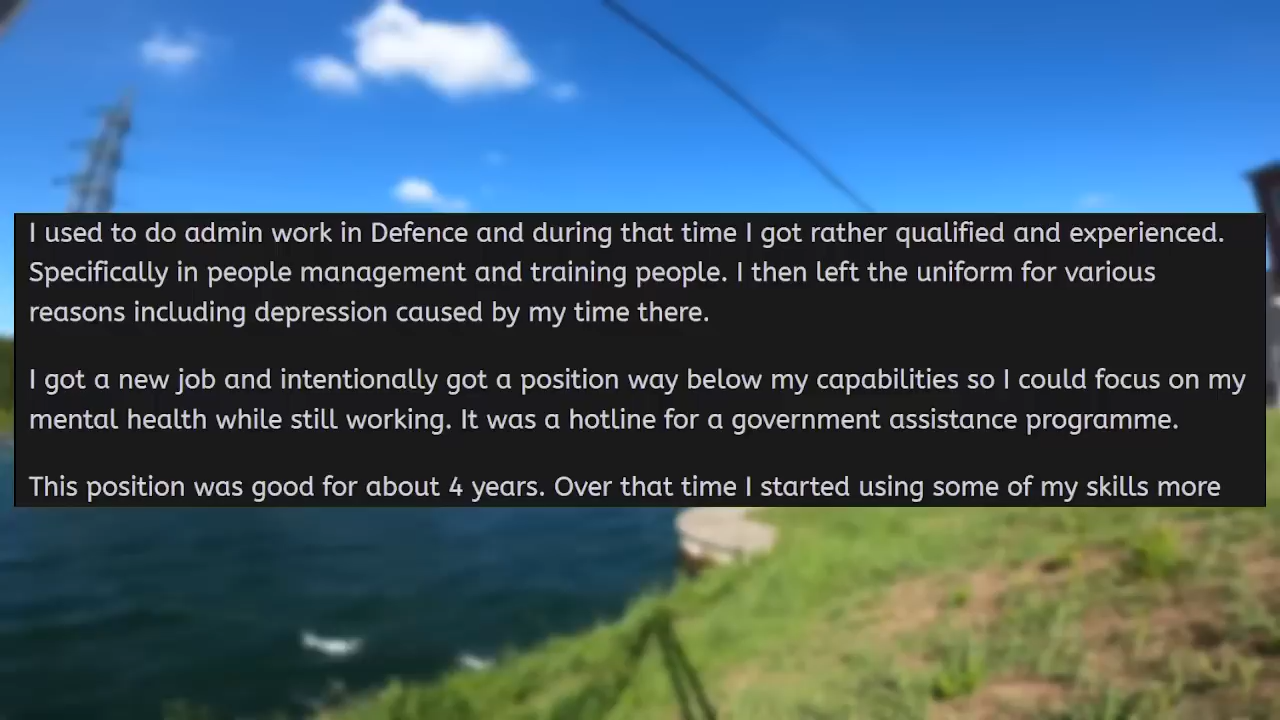 I used to do admin work in Defence and during that time I got rather qualified and experienced.
Specifically in people management and training people. I then left the uniform for various
reasons including depression caused by my time there.
I got a new job and intentionally got a position way below my capabilities so I could focus on my
mental health while still working. It was a hotline for a government assistance programme.
This position was good for about 4 years. Over that time I started using some of my skills more